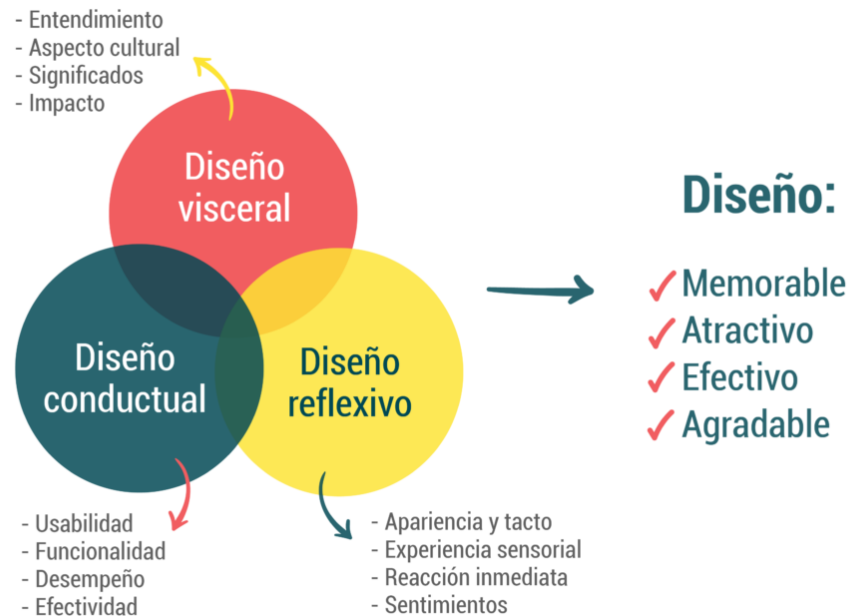 - Entendimiento
- Aspecto cultural
- Significados
- Impacto
Diseño
visceral
Diseño
conductual
Diseño
reflexivo
- Usabilidad
- Funcionalidad
- Desempeño
- Efectividad
- Apariencia y tacto
- Experiencia sensorial
- Reacción inmediata
- Sentimientos
Diseño:
Memorable
Atractivo
Efectivo
Agradable